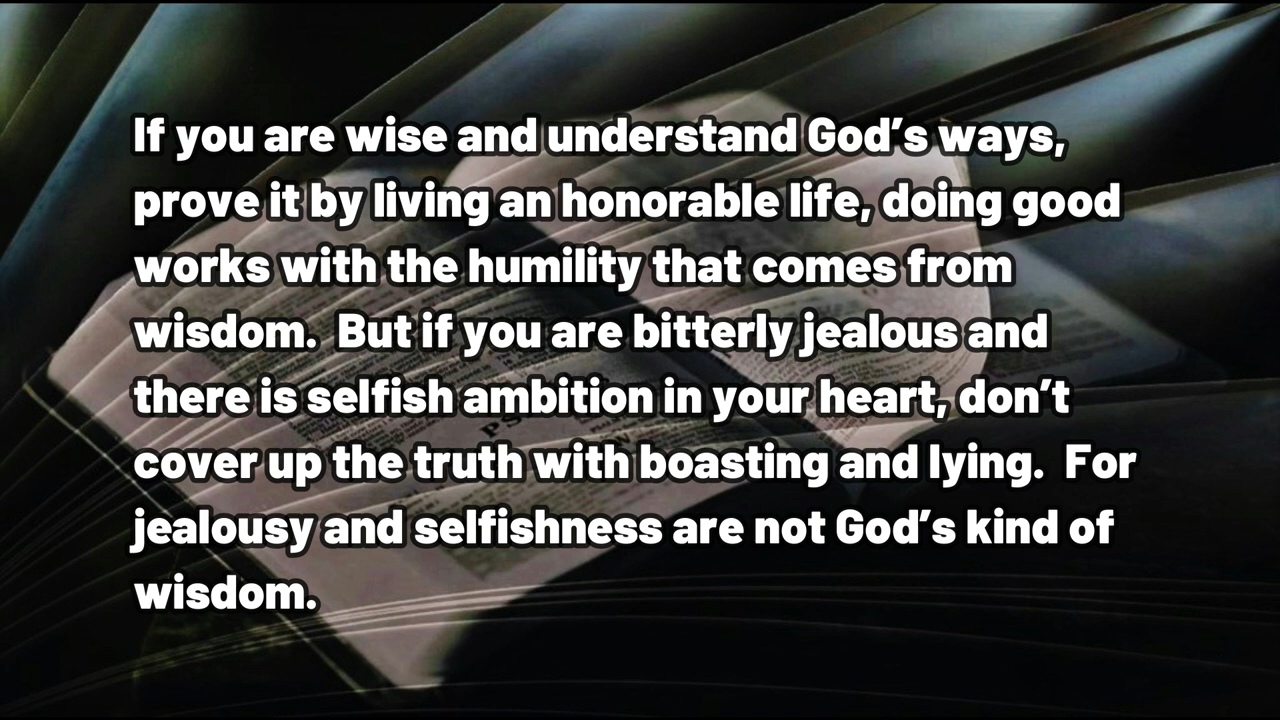 If you are wise and understand God’s ways,
prove it by living an honorable life, doing good
works with the humility that comes from
wisdom.  But if you are bitterly jealous and
there is selfish ambition in your heart, don’t
cover up the truth with boasting and lying.  For
jealousy and selfishness are not God’s kind of
wisdom.